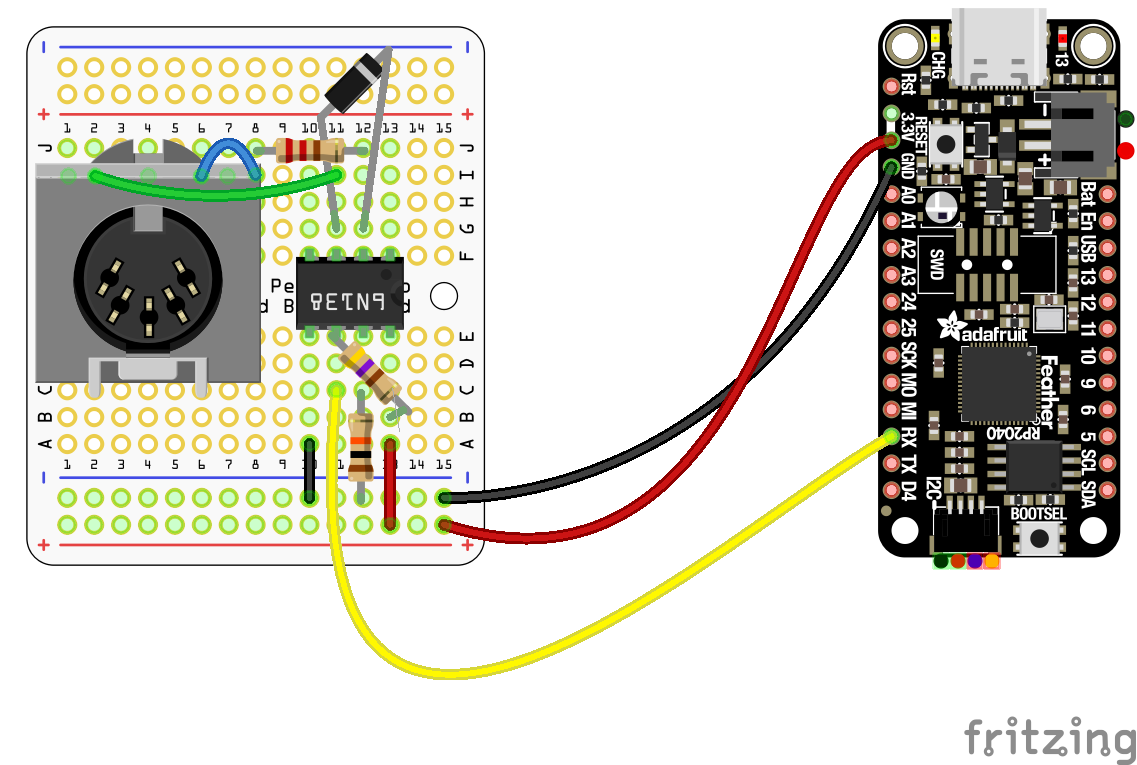 1 2 3 4 5 6 7 8 9 10 11 12 13 14 15
J J
I
H
G
F
Pe o
d B d
6N138
E
D
C C
B B
A A
1 2 3 4 5 6 7 8 9 10 11 12 13 14 15
CHG
13
Rst
3.3V
RESET
GND
A0
A1
A2
A3
24
25
SCK
MO
MI
RX
TX
D4
SWD
Bat
En
USB
13
12
11
10
9
6
5
SCL
SDA
adafruit
Feather
RP2040
I2C
BOOTSEL
fritzing